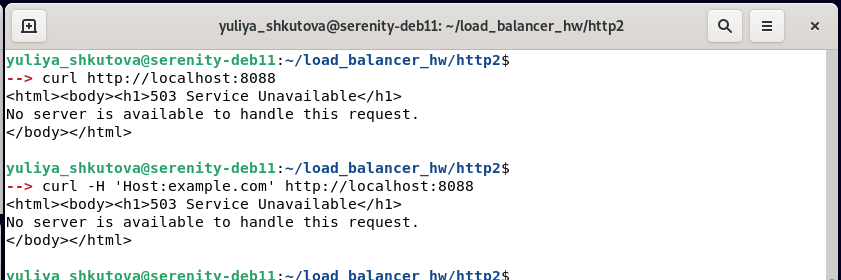 yuliya_shkutova@serenity-deb11: ~/load_balancer_hw/http2
yuliya_shkutova@serenity-deb11:~/load_balancer_hw/http2$
--> curl http://localhost:8088
<html><body><h1>503 Service Unavailable</h1>
No server is available to handle this request.
</body></html>
yuliya_shkutova@serenity-deb11:~/load_balancer_hw/http2$
--> curl -H 'Host:example.com' http://localhost:8088
<html><body><h1>503 Service Unavailable</h1>
No server is available to handle this request.
</body></html>
yuliya_shkutova@serenity-deb11:~/load_balancer_hw/http2$